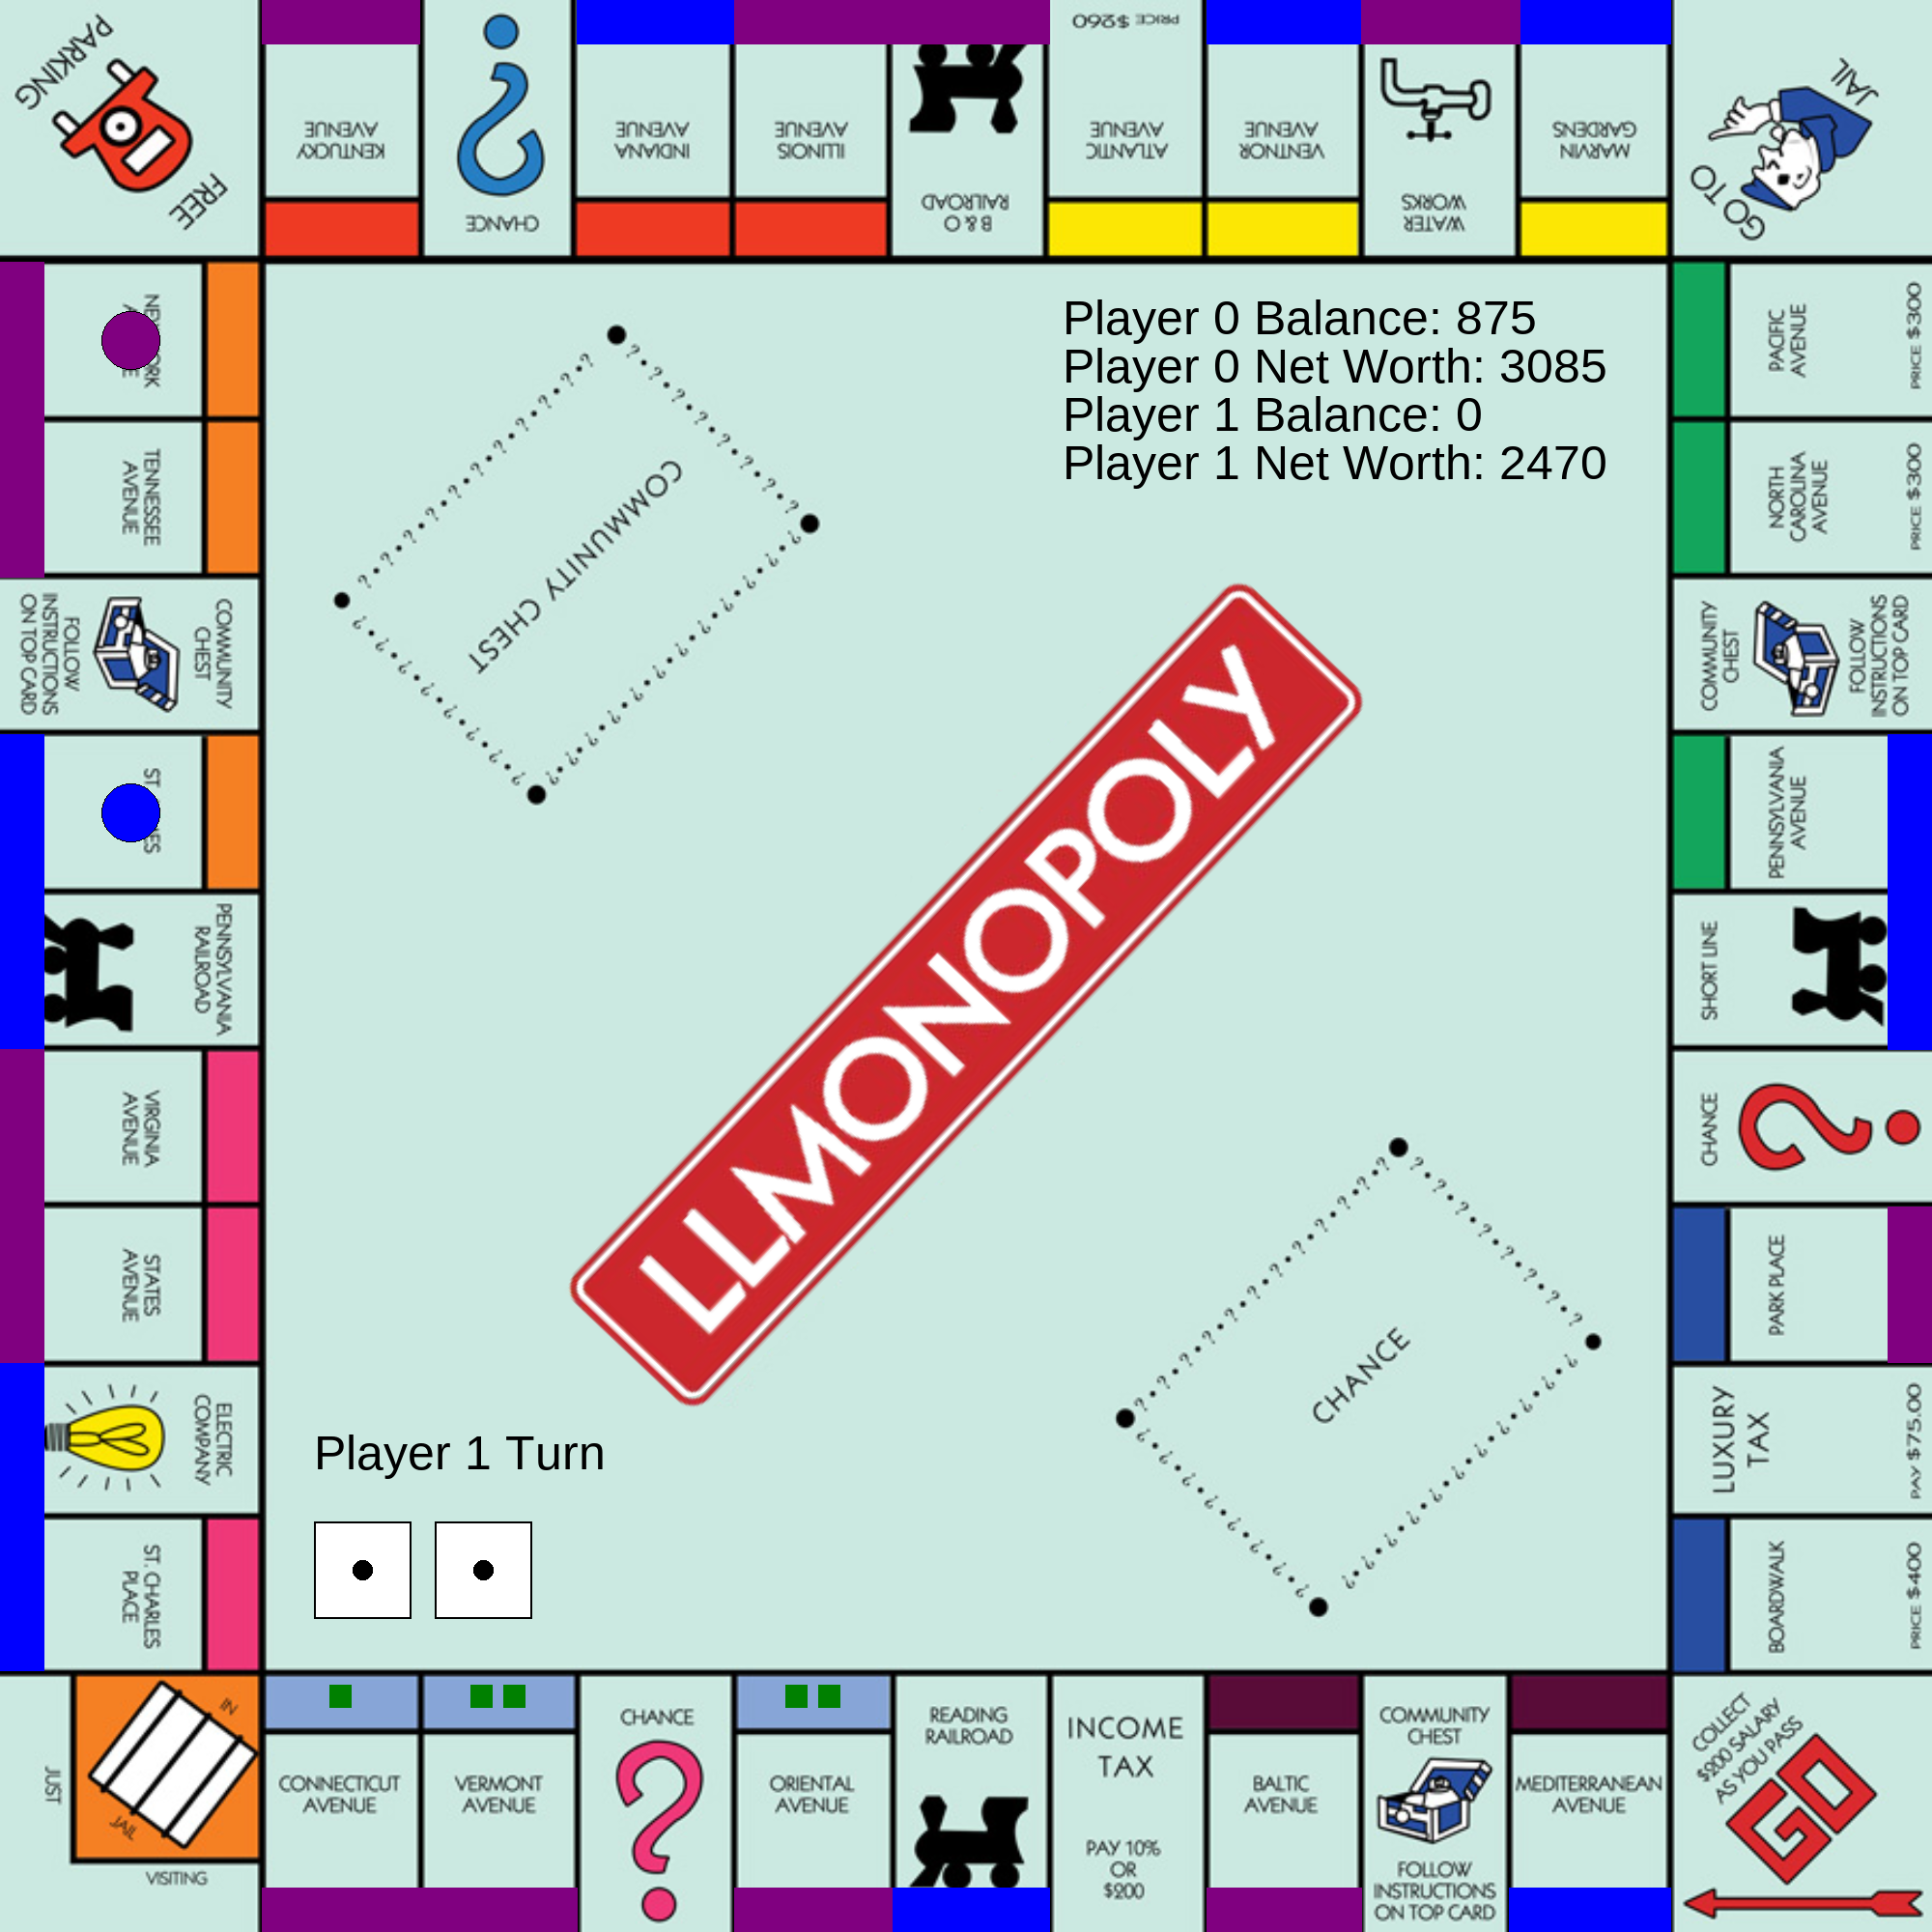 PARKING
FREE
KENTUCKY
AVENUE
CHANCE
INDIANA
AVENUE
ILLINOIS
AVENUE
B & O
RAILROAD
PRICE $260
ATLANTIC
AVENUE
VENTNOR
AVENUE
WATER
WORKS
MARVIN
GARDENS
GO TO
JAIL
Player 0 Balance: 875
Player 0 Net Worth: 3085
Player 1 Balance: 0
Player 1 Net Worth: 2470
TENNESSEE
AVENUE
COMMUNITY
CHEST
FOLLOW
INSTRUCTIONS
ON TOP CARD
PENNSYLVANIA
RAILROAD
VIRGINIA
AVENUE
STATES
AVENUE
ELECTRIC
COMPANY
ST. CHARLES
PLACE
COMMUNITY CHEST
LLMONOPOLY
CHANCE
Player 1 Turn
PACIFIC
AVENUE
PRICE $300
NORTH
CAROLINA
AVENUE
PRICE $300
COMMUNITY
CHEST
FOLLOW
INSTRUCTIONS
ON TOP CARD
PENNSYLVANIA
AVENUE
SHORT LINE
CHANCE
PARK PLACE
LUXURY
TAX
PAY $75.00
BOARDWALK
PRICE $400
JUST
VISITING
IN
JAIL
CONNECTICUT
AVENUE
VERMONT
AVENUE
CHANCE
ORIENTAL
AVENUE
READING
RAILROAD
INCOME
TAX
PAY 10%
OR
$200
BALTIC
AVENUE
COMMUNITY
CHEST
FOLLOW
INSTRUCTIONS
ON TOP CARD
MEDITERRANEAN
AVENUE
COLLECT
$200 SALARY
AS YOU PASS
GO